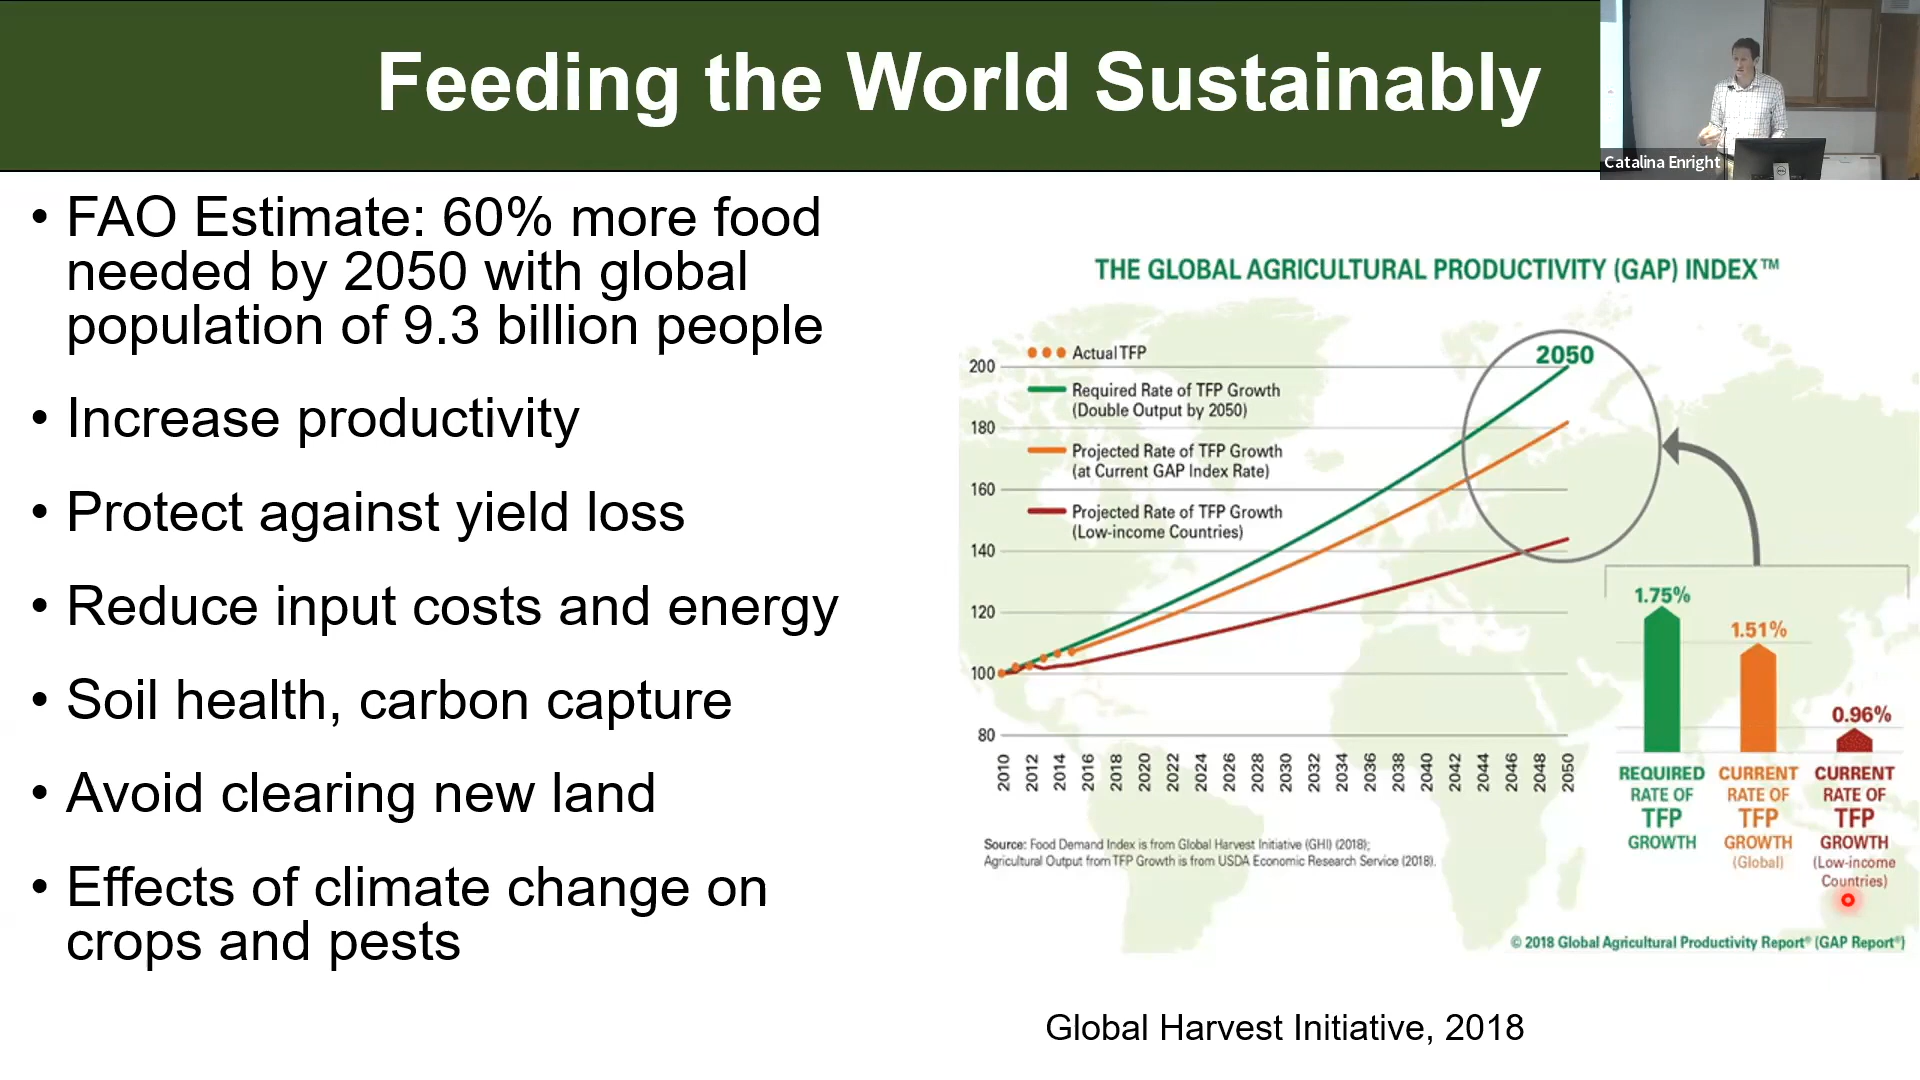 Feeding the World Sustainably
Catalina Enright
• FAO Estimate: 60% more food
needed by 2050 with global
population of 9.3 billion people
• Increase productivity
• Protect against yield loss
• Reduce input costs and energy
• Soil health, carbon capture
• Avoid clearing new land
• Effects of climate change on
crops and pests
THE GLOBAL AGRICULTURAL PRODUCTIVITY (GAP) INDEX™
Actual TFP
Required Rate of TFP Growth
(Double Output by 2050)
Projected Rate of TFP Growth
(at Current GAP Index Rate)
Projected Rate of TFP Growth
(Low-income Countries)
2050
200
180
160
140
120
100
80
2010 2012 2014 2016 2018 2020 2022 2024 2026 2028 2030 2032 2034 2036 2038 2040 2042 2044 2046 2048 2050
1.75%
REQUIRED
RATE OF
TFP
GROWTH
1.51%
CURRENT
RATE OF
TFP
GROWTH
(Global)
0.96%
CURRENT
RATE OF
TFP
GROWTH
(Low-income
Countries)
Source: Food Demand Index is from Global Harvest Initiative (GHI) (2018);
Agricultural Output from TFP Growth is from USDA Economic Research Service (2018).
© 2018 Global Agricultural Productivity Report® (GAP Report®)
Global Harvest Initiative, 2018